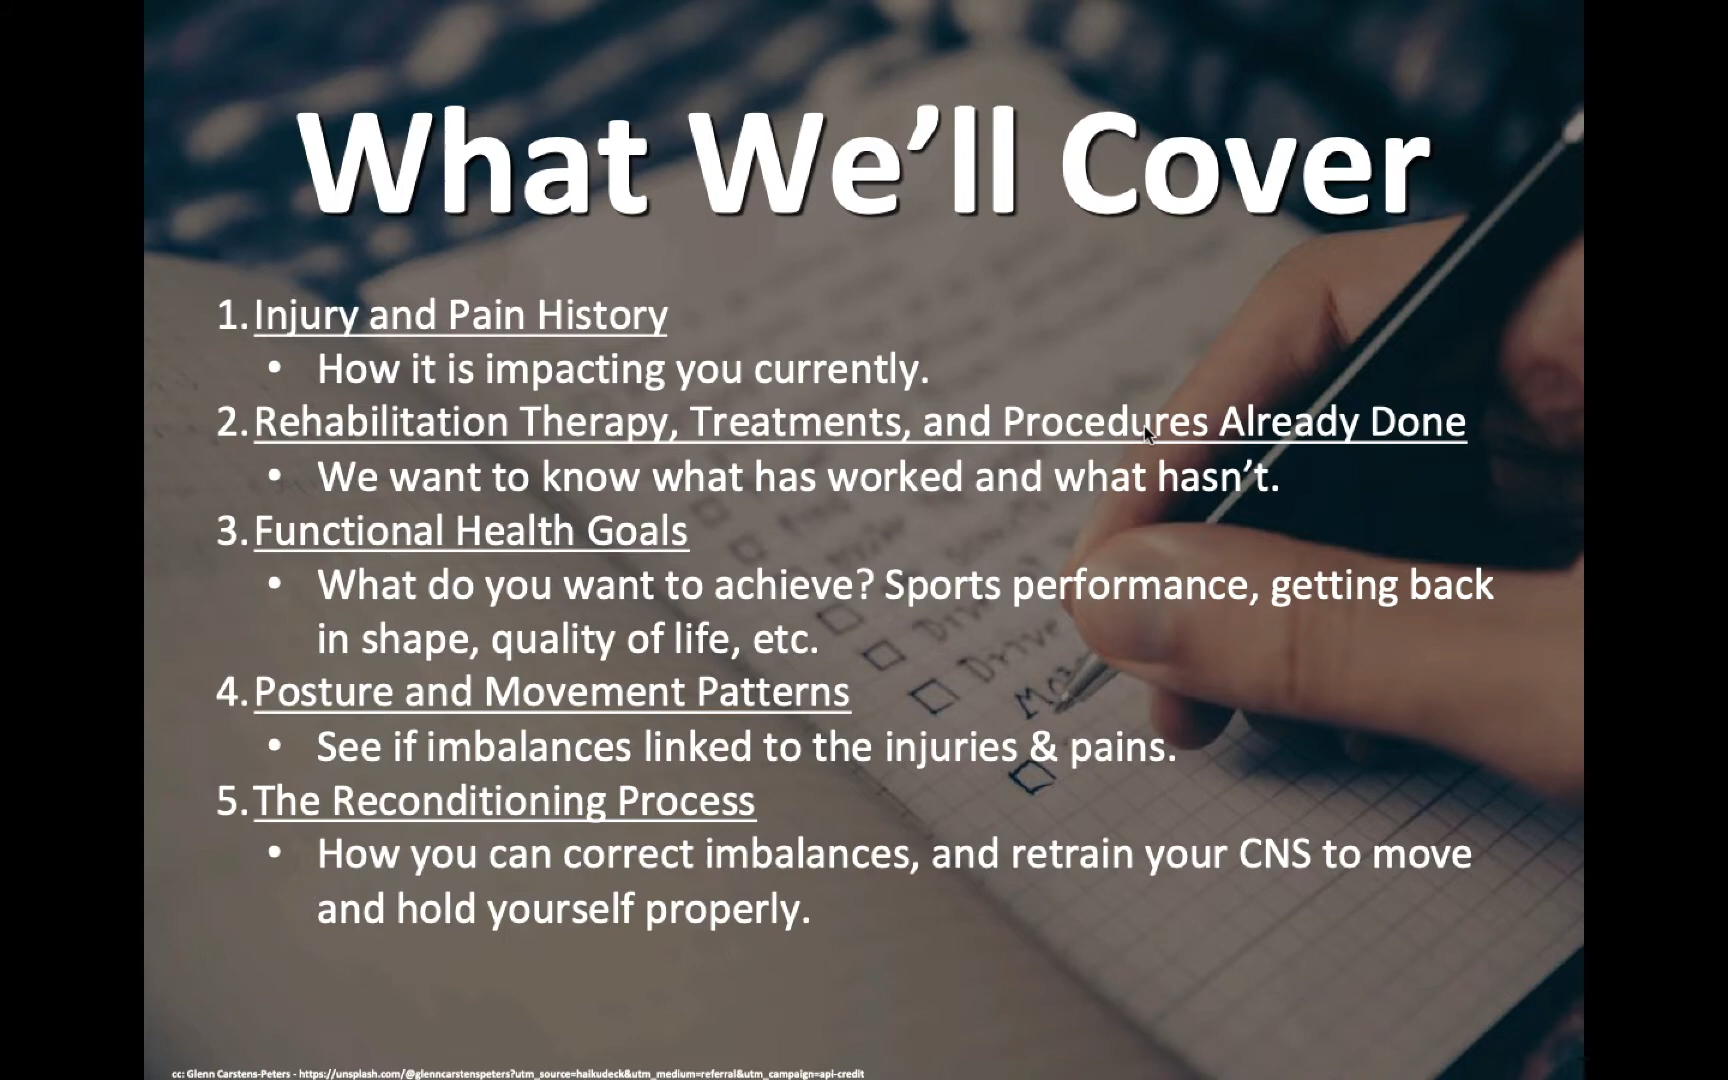 What We’ll Cover
1. Injury and Pain History
• How it is impacting you currently.
2. Rehabilitation Therapy, Treatments, and Procedures Already Done
• We want to know what has worked and what hasn’t.
3. Functional Health Goals
• What do you want to achieve? Sports performance, getting back
in shape, quality of life, etc.
4. Posture and Movement Patterns
• See if imbalances linked to the injuries & pains.
5. The Reconditioning Process
• How you can correct imbalances, and retrain your CNS to move
and hold yourself properly.
cc: Glenn Carstens-Peters - https://unsplash.com/@glenncarstenspeters?utm_source=haikudeck&utm_medium=referral&utm_campaign=api-credit